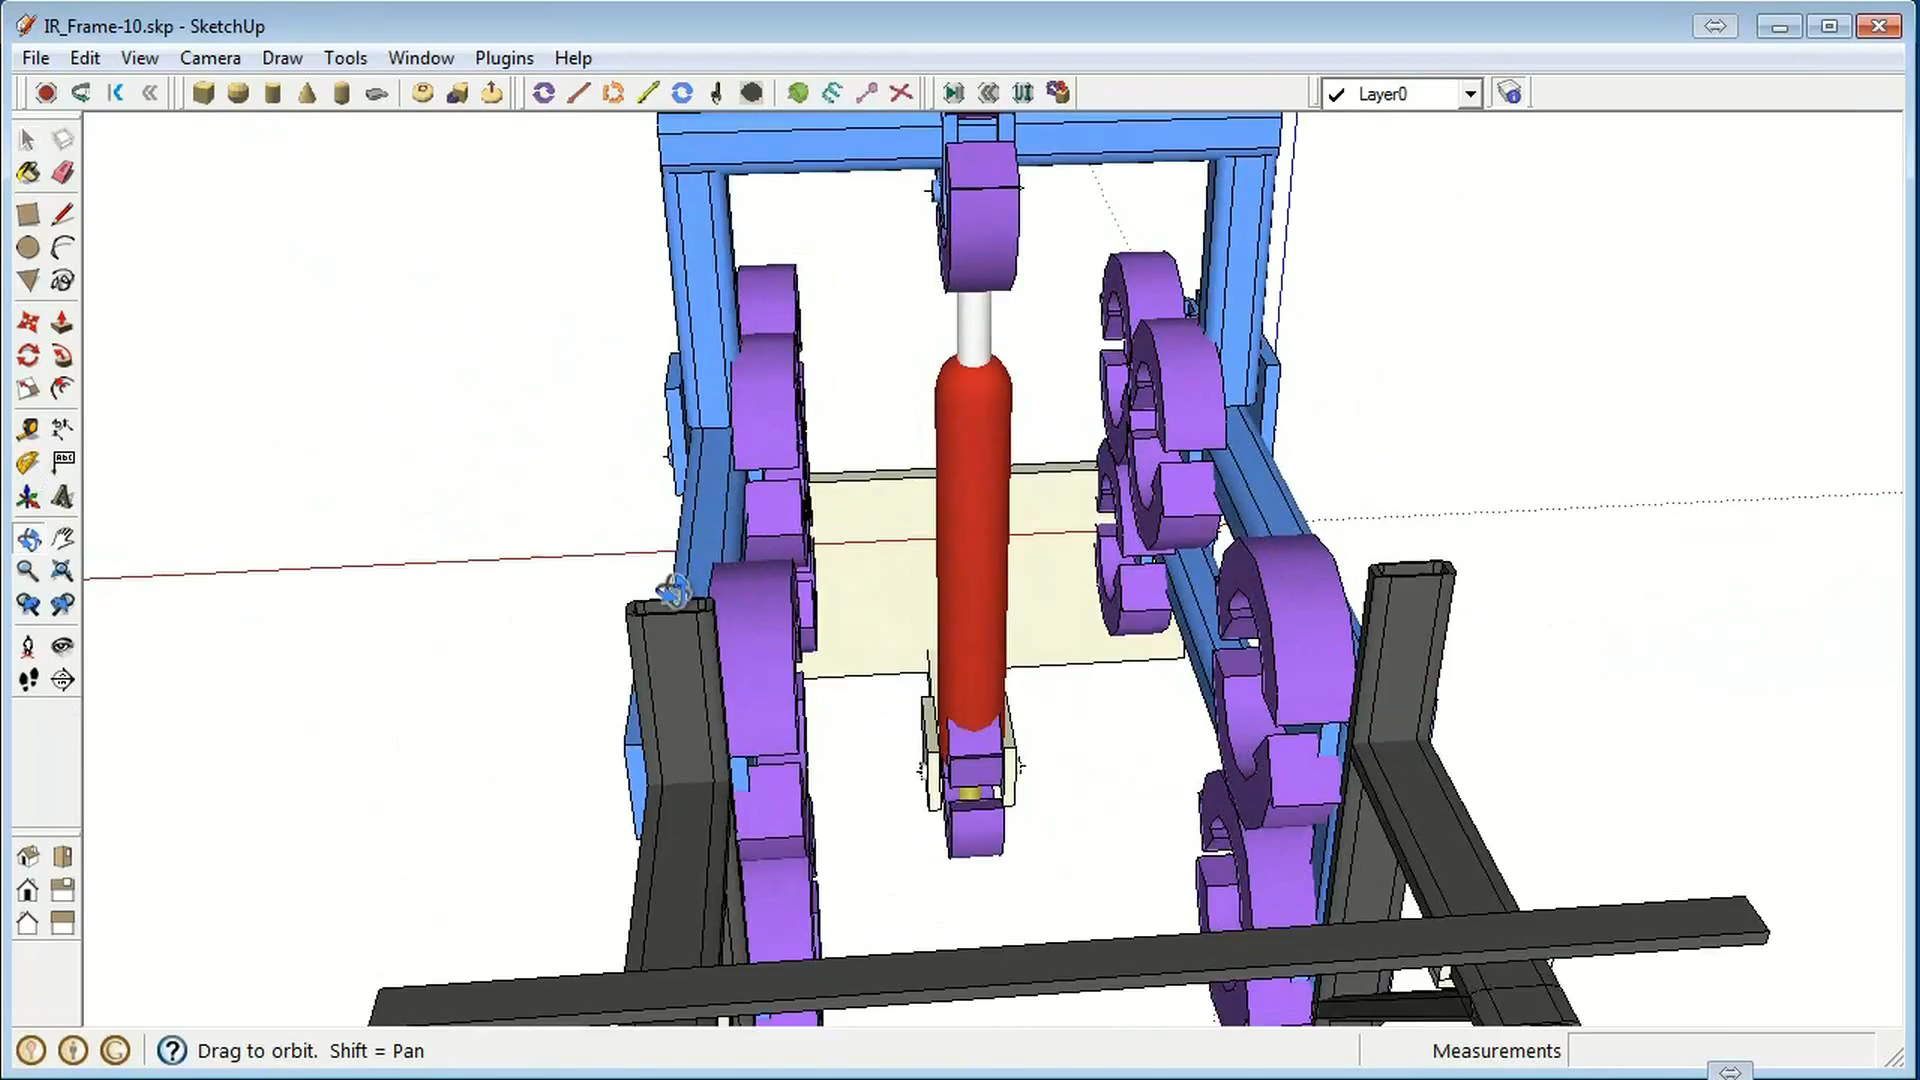 IR_Frame-10.skp - SketchUp
File Edit View Camera Draw Tools Window Plugins Help
Layer0
ABC
Drag to orbit. Shift = Pan
Measurements